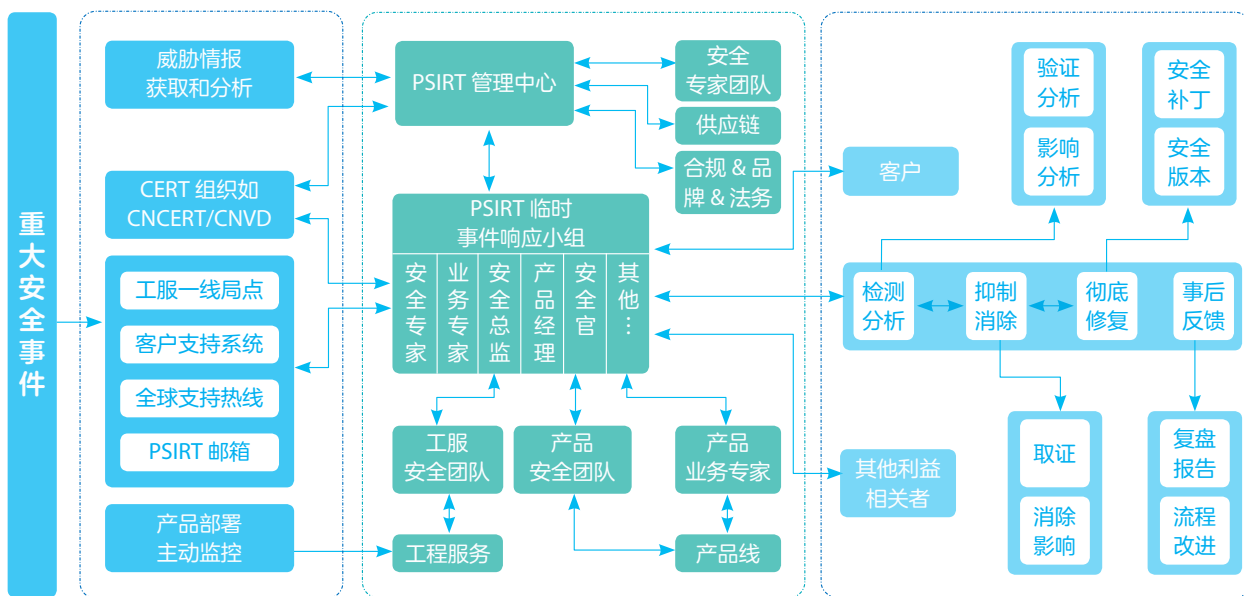 重大安全事件
威胁情报
获取和分析
CERT 组织如
CNCERT/CNVD
工服一线局点
客户支持系统
全球支持热线
PSIRT 邮箱
产品部署
主动监控
PSIRT 管理中心
安全
专家团队
供应链
合规 & 品
牌 & 法务
PSIRT 临时
事件响应小组
安全专家
业务专家
安全总监
产品经理
安全官
其他…
工服
安全团队
产品
安全团队
产品
业务专家
工程服务
产品线
客户
其他利益
相关者
验证
分析
影响
分析
安全
补丁
安全
版本
检测
分析
抑制
消除
彻底
修复
事后
反馈
取证
消除
影响
复盘
报告
流程
改进